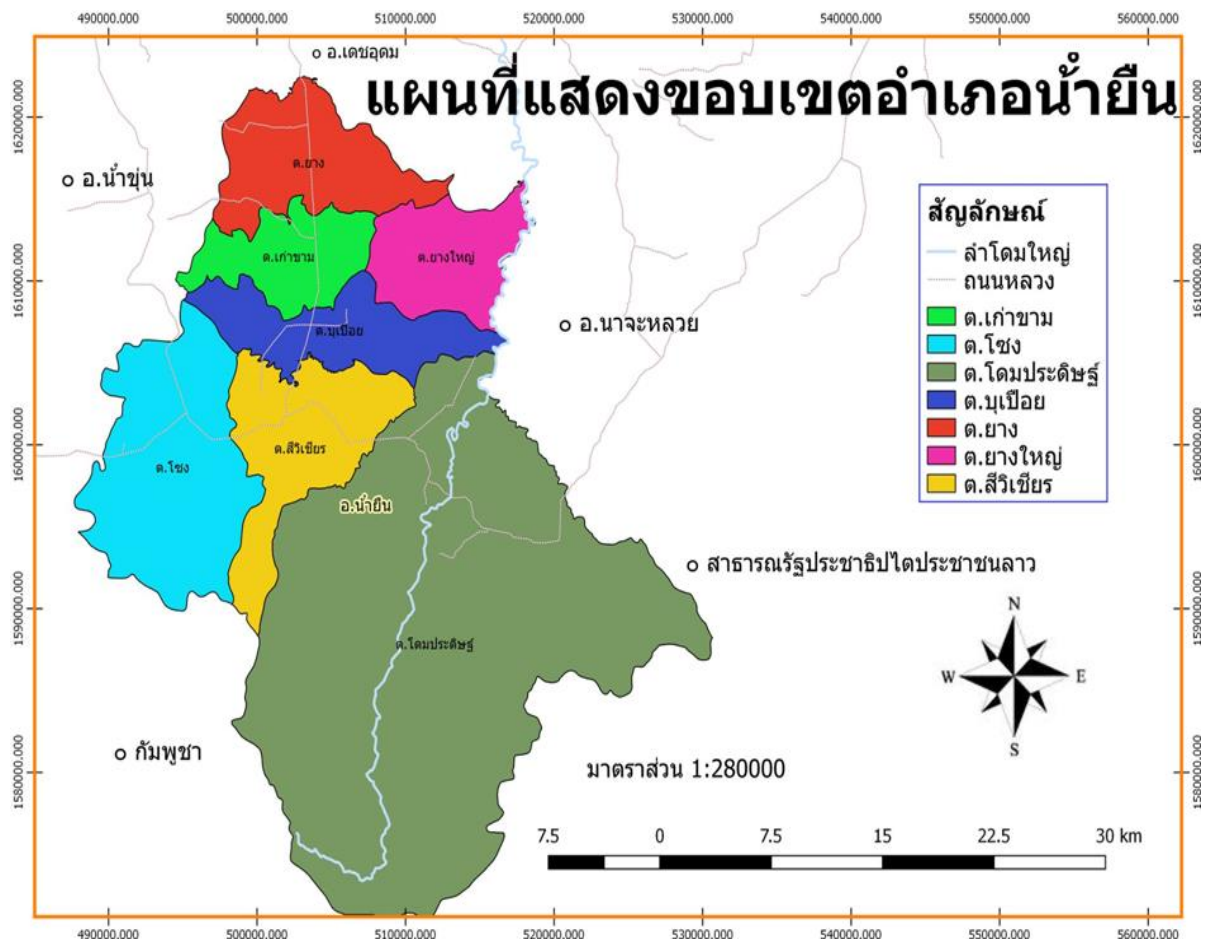 490000.000 500000.000 510000.000 520000.000 530000.000 540000.000 550000.000 560000.000
อ.เดชอุดม
แผนที่แสดงขอบเขตอำเภอน้ำยืน
1620000.000 1620000.000
ต.ยาง
อ.น้ำขุ่น
สัญลักษณ์
ลำโดมใหญ่
ถนนหลวง
ต.เก่าขาม
ต.โซง
ต.โดมประดิษฐ์
ต.บุเปือย
ต.ยาง
ต.ยางใหญ่
ต.สีวิเชียร
ต.เก่าขาม
ต.ยางใหญ่
1610000.000 1610000.000
ต.บุเปือย
อ.นาจะหลวย
1600000.000 1600000.000
ต.สีวิเชียร
ต.โซง
อ.น้ำยืน
สาธารณรัฐประชาธิปไตประชาชนลาว
1590000.000 1590000.000
N
W E
S
ต.โดมประดิษฐ์
กัมพูชา
มาตราส่วน 1:280000
1580000.000 1580000.000
7.5 0 7.5 15 22.5 30 km
490000.000 500000.000 510000.000 520000.000 530000.000 540000.000 550000.000 560000.000